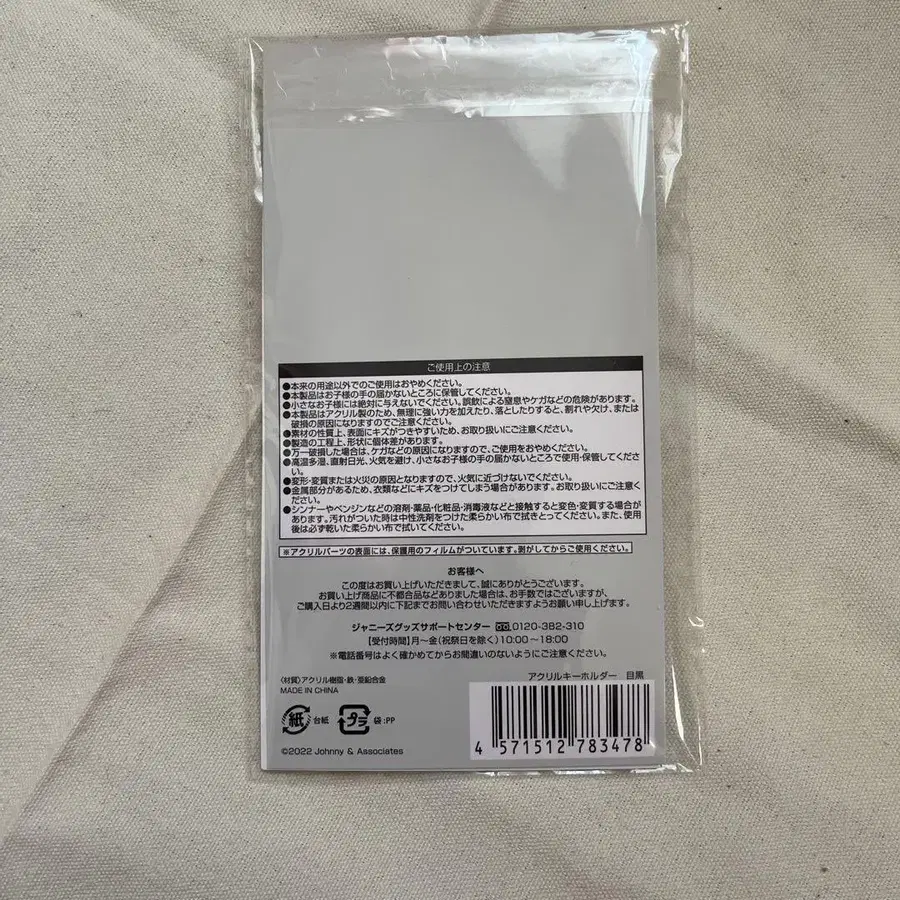 ご使用上の注意
●本来の用途以外でのご使用はおやめください。
●本製品はお子様の手の届かないところに保管してください。
●小さなお子様には絶対に与えないでください。誤飲による窒息やケガなどの危険があります。
●本製品はアクリル製のため、無理に強い力を加えたり、落としたりすると、割れや欠け、または
破損の原因になりますのでご注意ください。
●素材の性質上、表面にキズがつきやすいため、お取り扱いにご注意ください。
●製造の工程上、形状に個体差があります。
●万一破損した場合は、ケガなどの原因になりますので、ご使用をおやめください。
●高温多湿、直射日光、火気を避け、小さなお子様の手の届かないところで使用・保管してくださ
い。
●変形・変質または火災の原因となりますので、火気に近づけないでください。
●金属部分があるため、衣類などにキズをつけてしまう場合があります。お取り扱いにご注意く
ださい。
●シンナーやベンジンなどの溶剤・薬品・化粧品・消毒液などと接触すると変色・変質する場合が
あります。汚れがついた時は中性洗剤をつけた柔らかい布で拭きとってください。また、使用
後は必ず乾いた柔らかい布で拭いてください。
※アクリルパーツの表面には、保護用のフィルムがついています。剥がしてからご使用ください。
お客様へ
この度はお買い上げいただきまして、誠にありがとうございます。
お買い上げ商品に不都合品などありました場合は、お手数ではございますが、
ご購入日より2週間以内に下記までお問い合わせいただきますようお願い申し上げます。
ジャニーズグッズサポートセンター 0120-382-310
【受付時間】月〜金(祝祭日を除く)10:00〜18:00
※電話番号はよく確かめてからお間違いのないようにご注意ください。
〈材質〉アクリル樹脂・鉄・亜鉛合金
MADE IN CHINA
アクリルキーホルダー 目黒
紙 台紙 プラ 袋:PP
4 571512 783478
©2022 Johnny & Associates